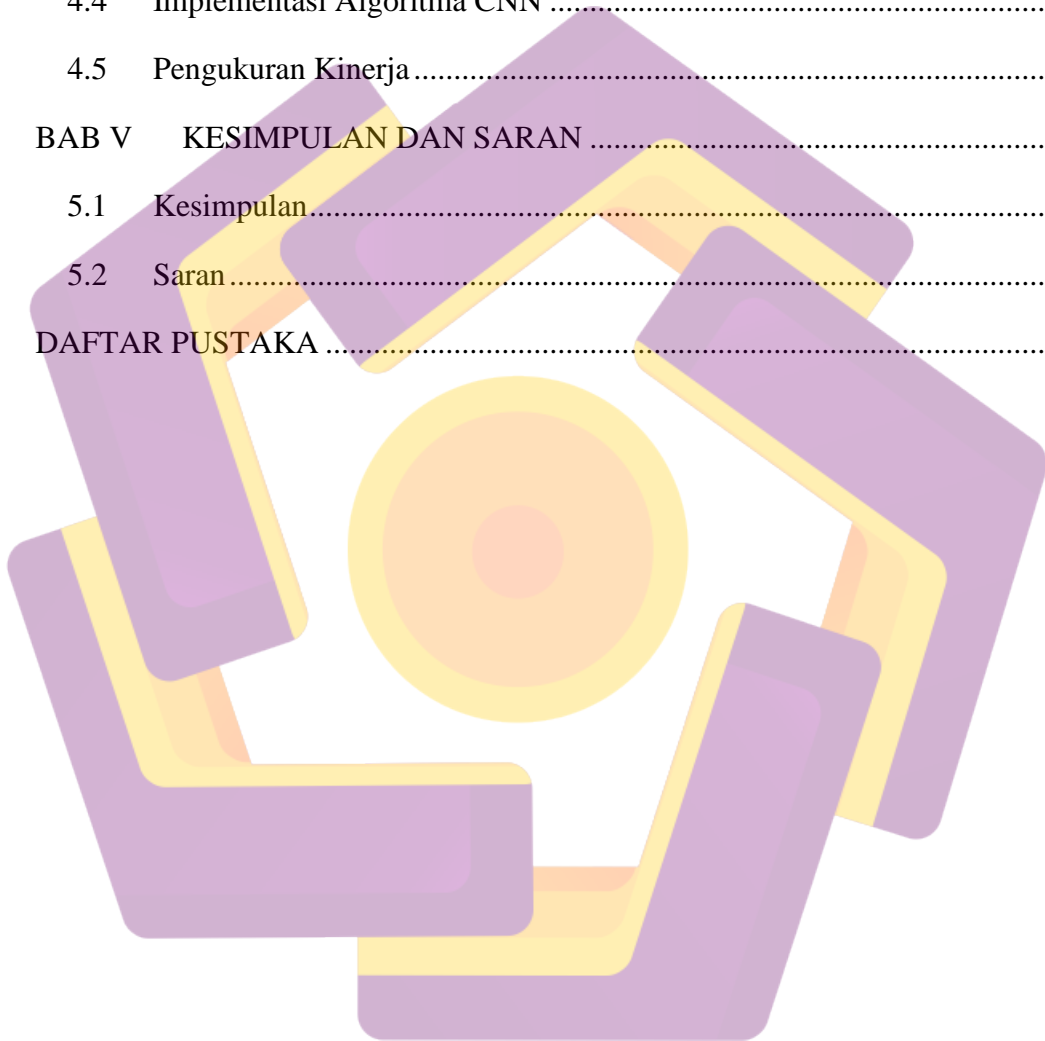 4.4 Implementasi Algoritma CNN ..............................................................
4.5 Pengukuran Kinerja ...............................................................................
BAB V KESIMPULAN DAN SARAN .........................................................
5.1 Kesimpulan............................................................................................
5.2 Saran ......................................................................................................
DAFTAR PUSTAKA ..........................................................................................